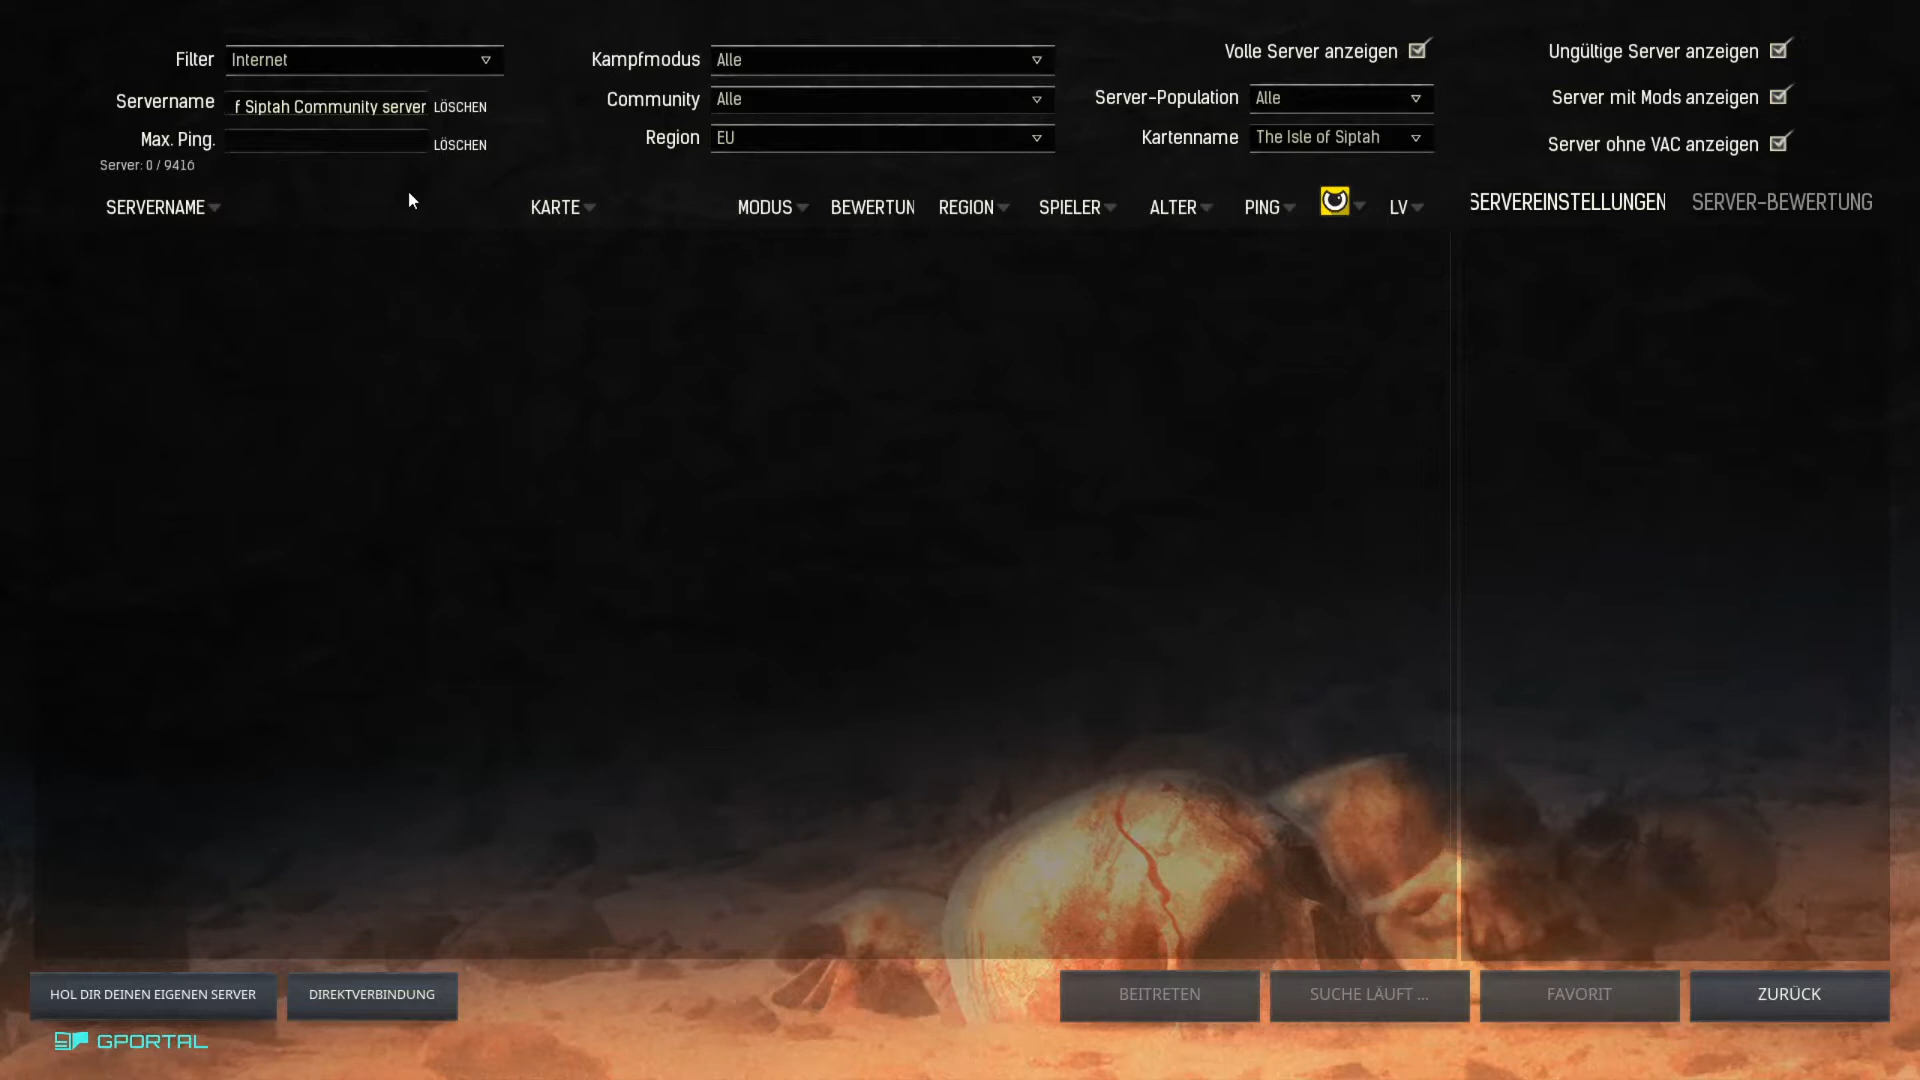 Filter Internet
Servername f Siptah Community server LÖSCHEN
Max. Ping. LÖSCHEN
Server: 0 / 9416
Kampfmodus Alle
Community Alle
Region EU
Volle Server anzeigen
Server-Population Alle
Kartenname The Isle of Siptah
Ungültige Server anzeigen
Server mit Mods anzeigen
Server ohne VAC anzeigen
SERVERNAME KARTE MODUS BEWERTUN REGION SPIELER ALTER PING LV
SERVEREINSTELLUNGEN SERVER-BEWERTUNG
HOL DIR DEINEN EIGENEN SERVER DIREKTVERBINDUNG BEITRETEN SUCHE LÄUFT ... FAVORIT ZURÜCK
GPORTAL